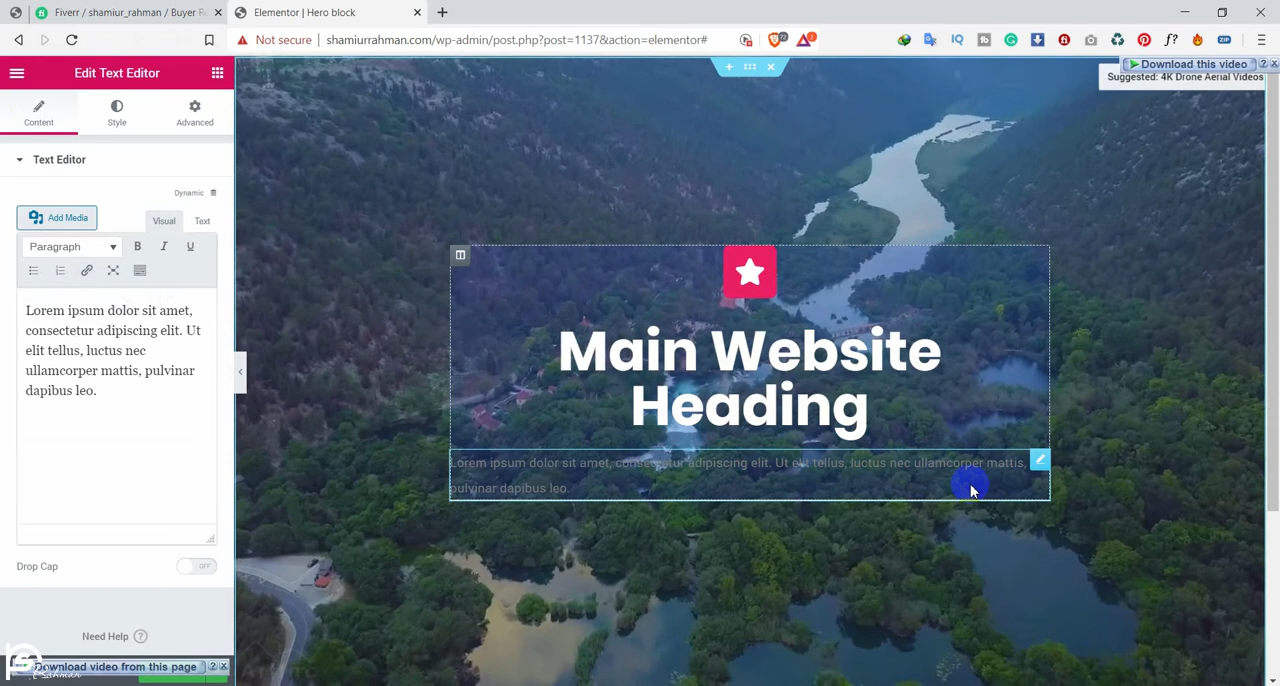 Fiverr / shamiur_rahman / Buyer R
Elementor | Hero block
Not secure | shamiurrahman.com/wp-admin/post.php?post=1137&action=elementor#
Edit Text Editor
Download this video
Suggested: 4K Drone Aerial Videos
Content
Style
Advanced
Text Editor
Dynamic
Add Media
Visual
Text
Paragraph
B
I
U
Lorem ipsum dolor sit amet,
consectetur adipiscing elit. Ut
elit tellus, luctus nec
ullamcorper mattis, pulvinar
dapibus leo.
Main Website
Heading
Lorem ipsum dolor sit amet, consectetur adipiscing elit. Ut elit tellus, luctus nec ullamcorper mattis,
pulvinar dapibus leo.
Drop Cap
OFF
Need Help
Download video from this page